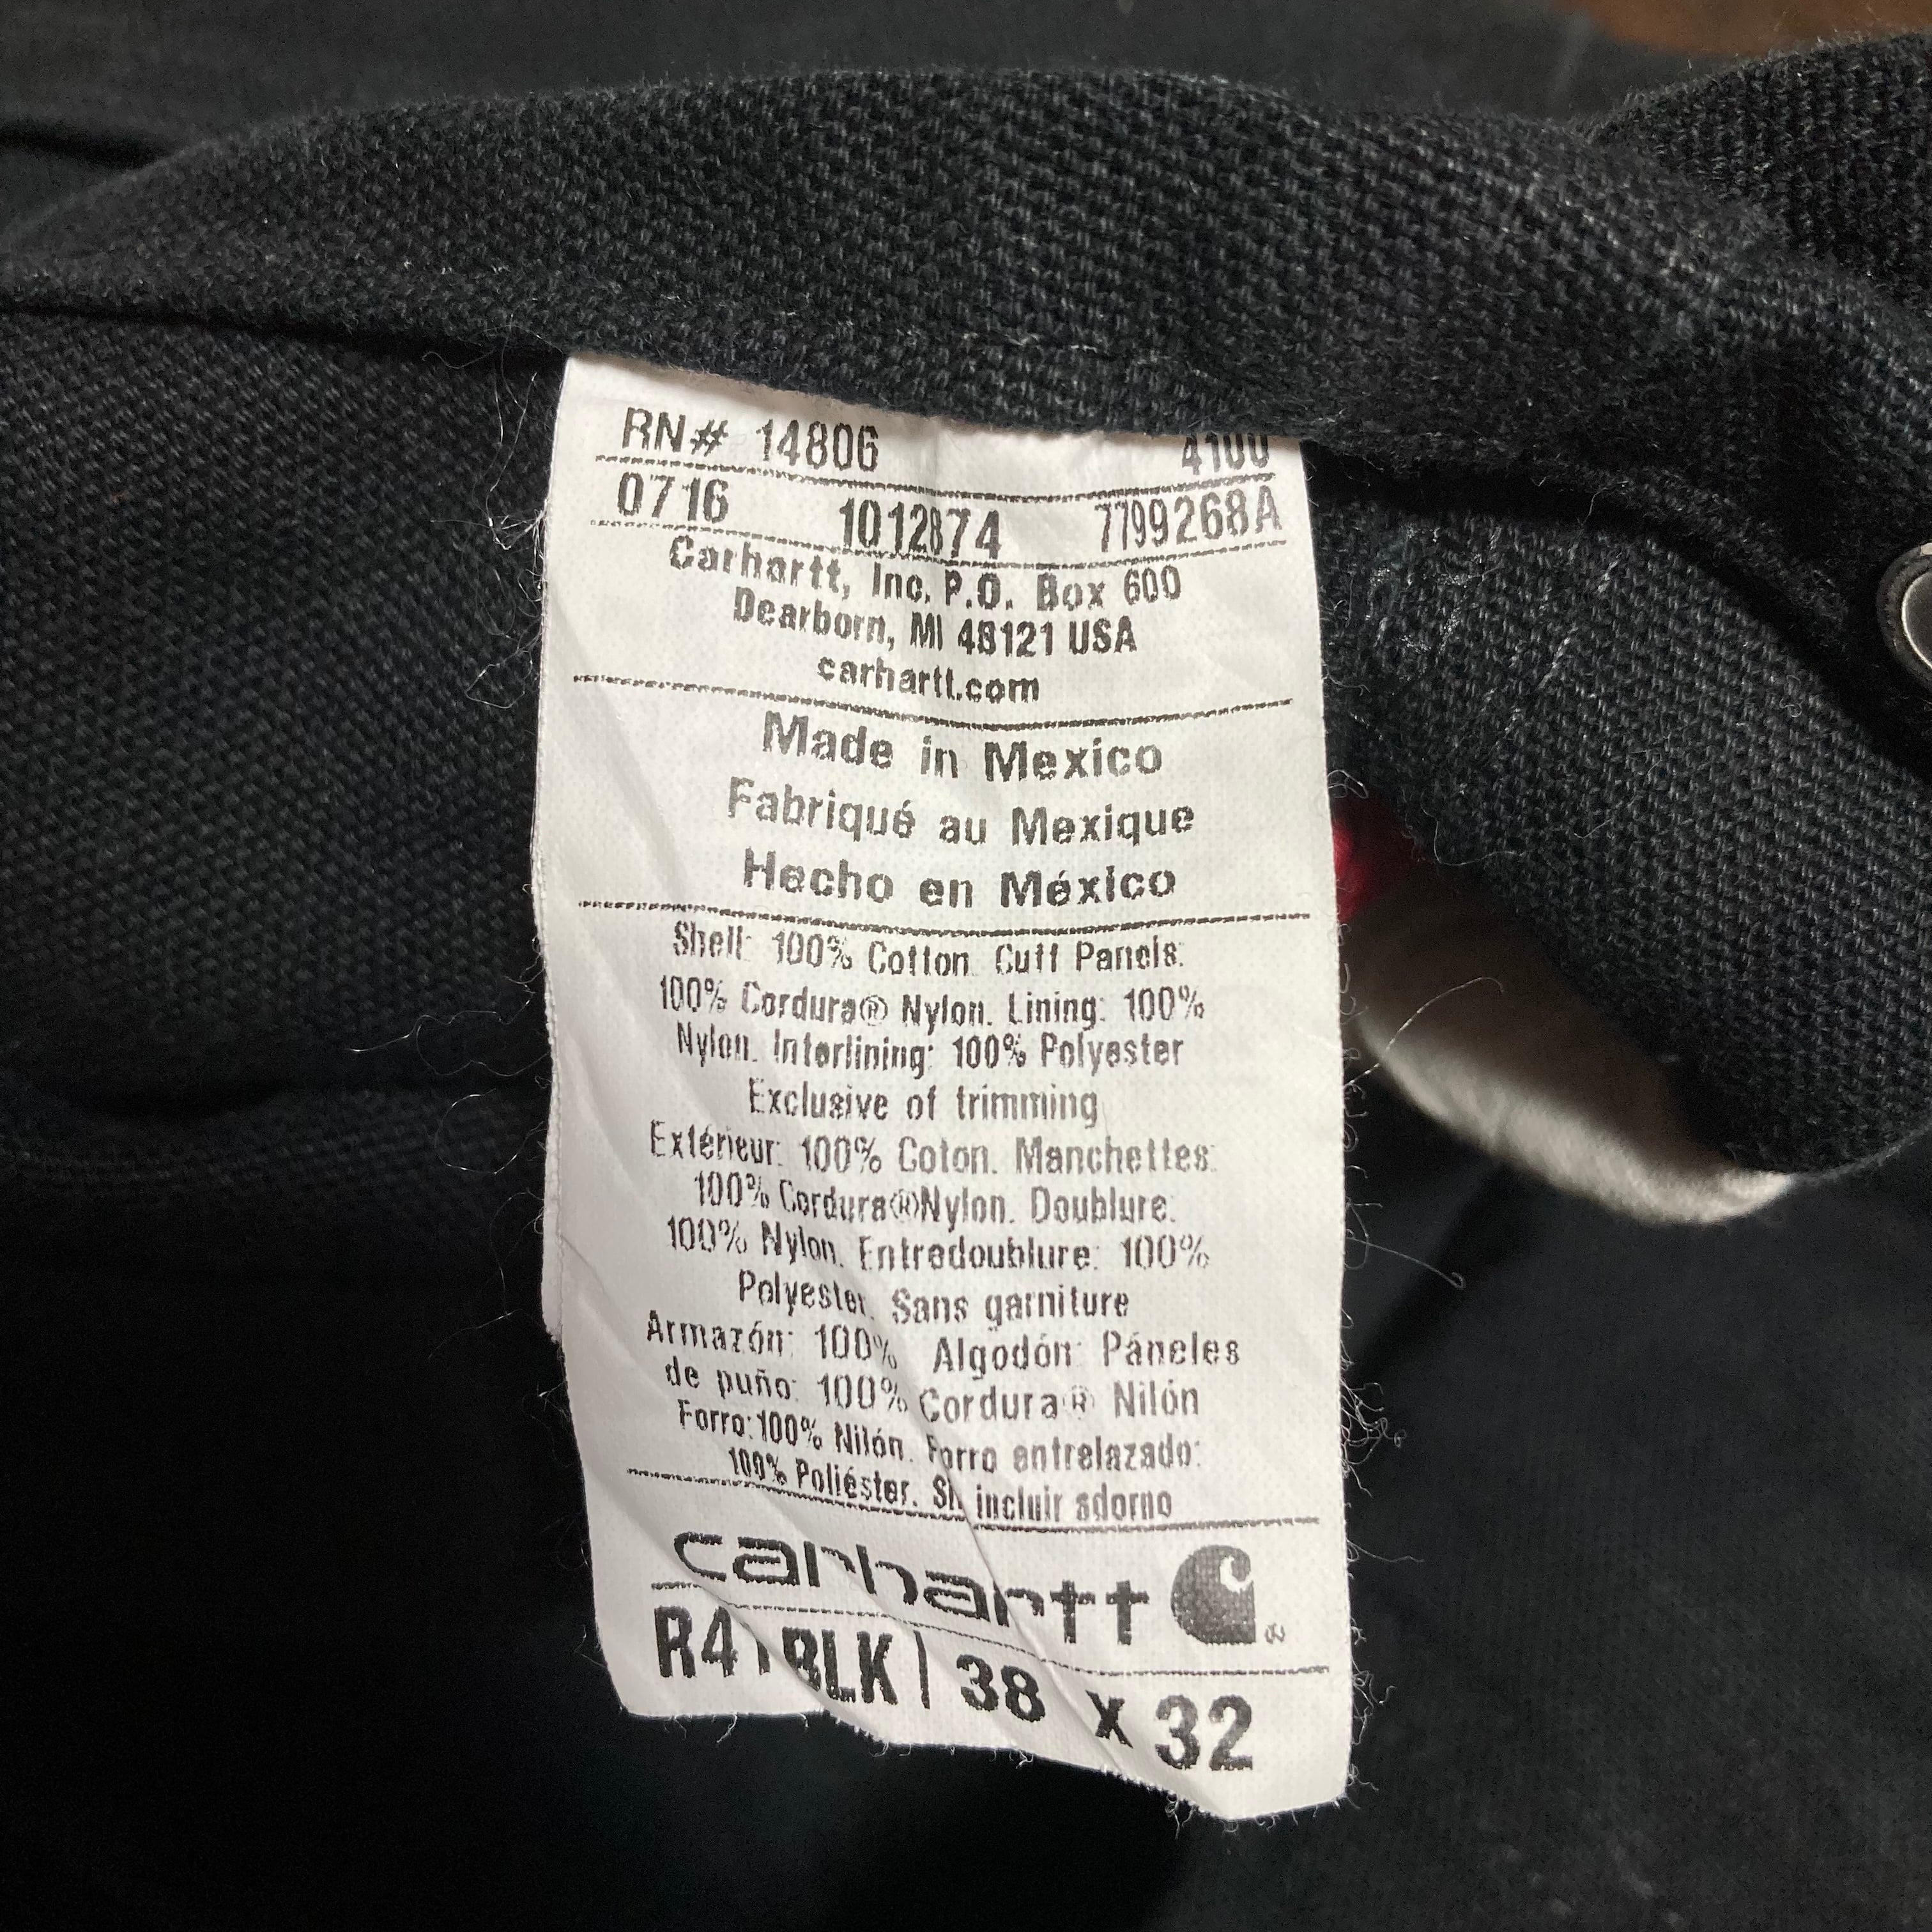 RN# 14806 4100
0716 1012874 7799268A
Carhartt, Inc. P.O. Box 600
Dearborn, MI 48121 USA
carhartt.com
Made in Mexico
Fabriqué au Mexique
Hecho en México
Shell: 100% Cotton. Cuff Panels:
100% Cordura® Nylon. Lining: 100%
Nylon. Interlining: 100% Polyester
Exclusive of trimming
Extérieur: 100% Coton. Manchettes:
100% Cordura®Nylon. Doublure:
100% Nylon. Entredoublure: 100%
Polyester. Sans garniture
Armazón: 100% Algodón: Páneles
de puño: 100% Cordura® Nilón
Forro:100% Nilón. Forro entrelazado:
100% Poliéster. Sin incluir adorno
carhartt
R41BLK | 38 x 32